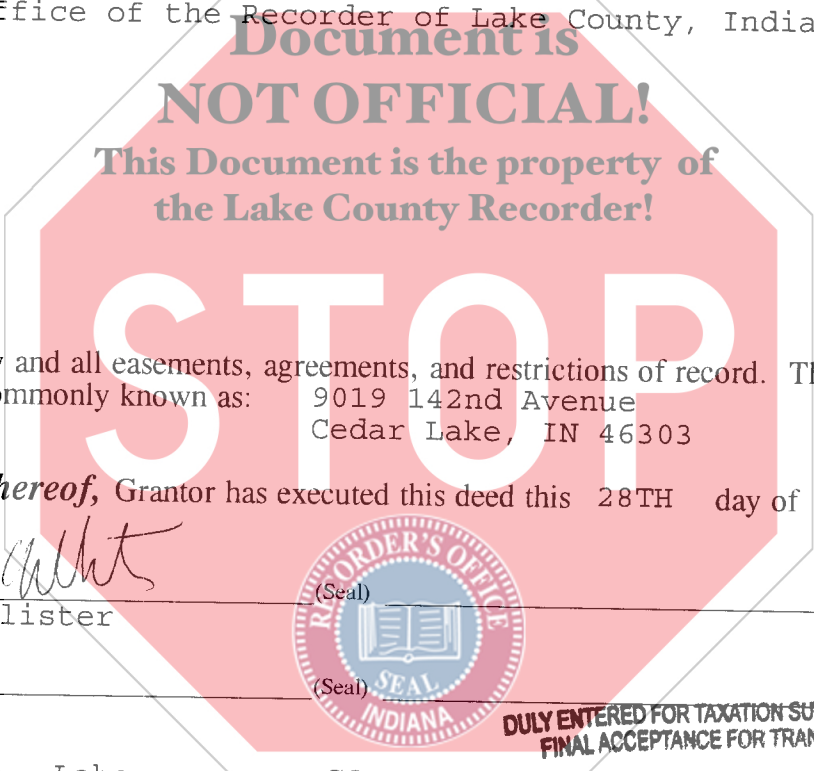 ffice of the Recorder of Lake County, India
Document is
NOT OFFICIAL!
This Document is the property of
the Lake County Recorder!
STOP
y and all easements, agreements, and restrictions of record. Th
ommonly known as: 9019 142nd Avenue
Cedar Lake, IN 46303
hereof, Grantor has executed this deed this 28TH day of
(Seal)
lister
(Seal)
RECORDER'S OFFICE
SEAL
INDIANA
DULY ENTERED FOR TAXATION SU
FINAL ACCEPTANCE FOR TRAN
Lake